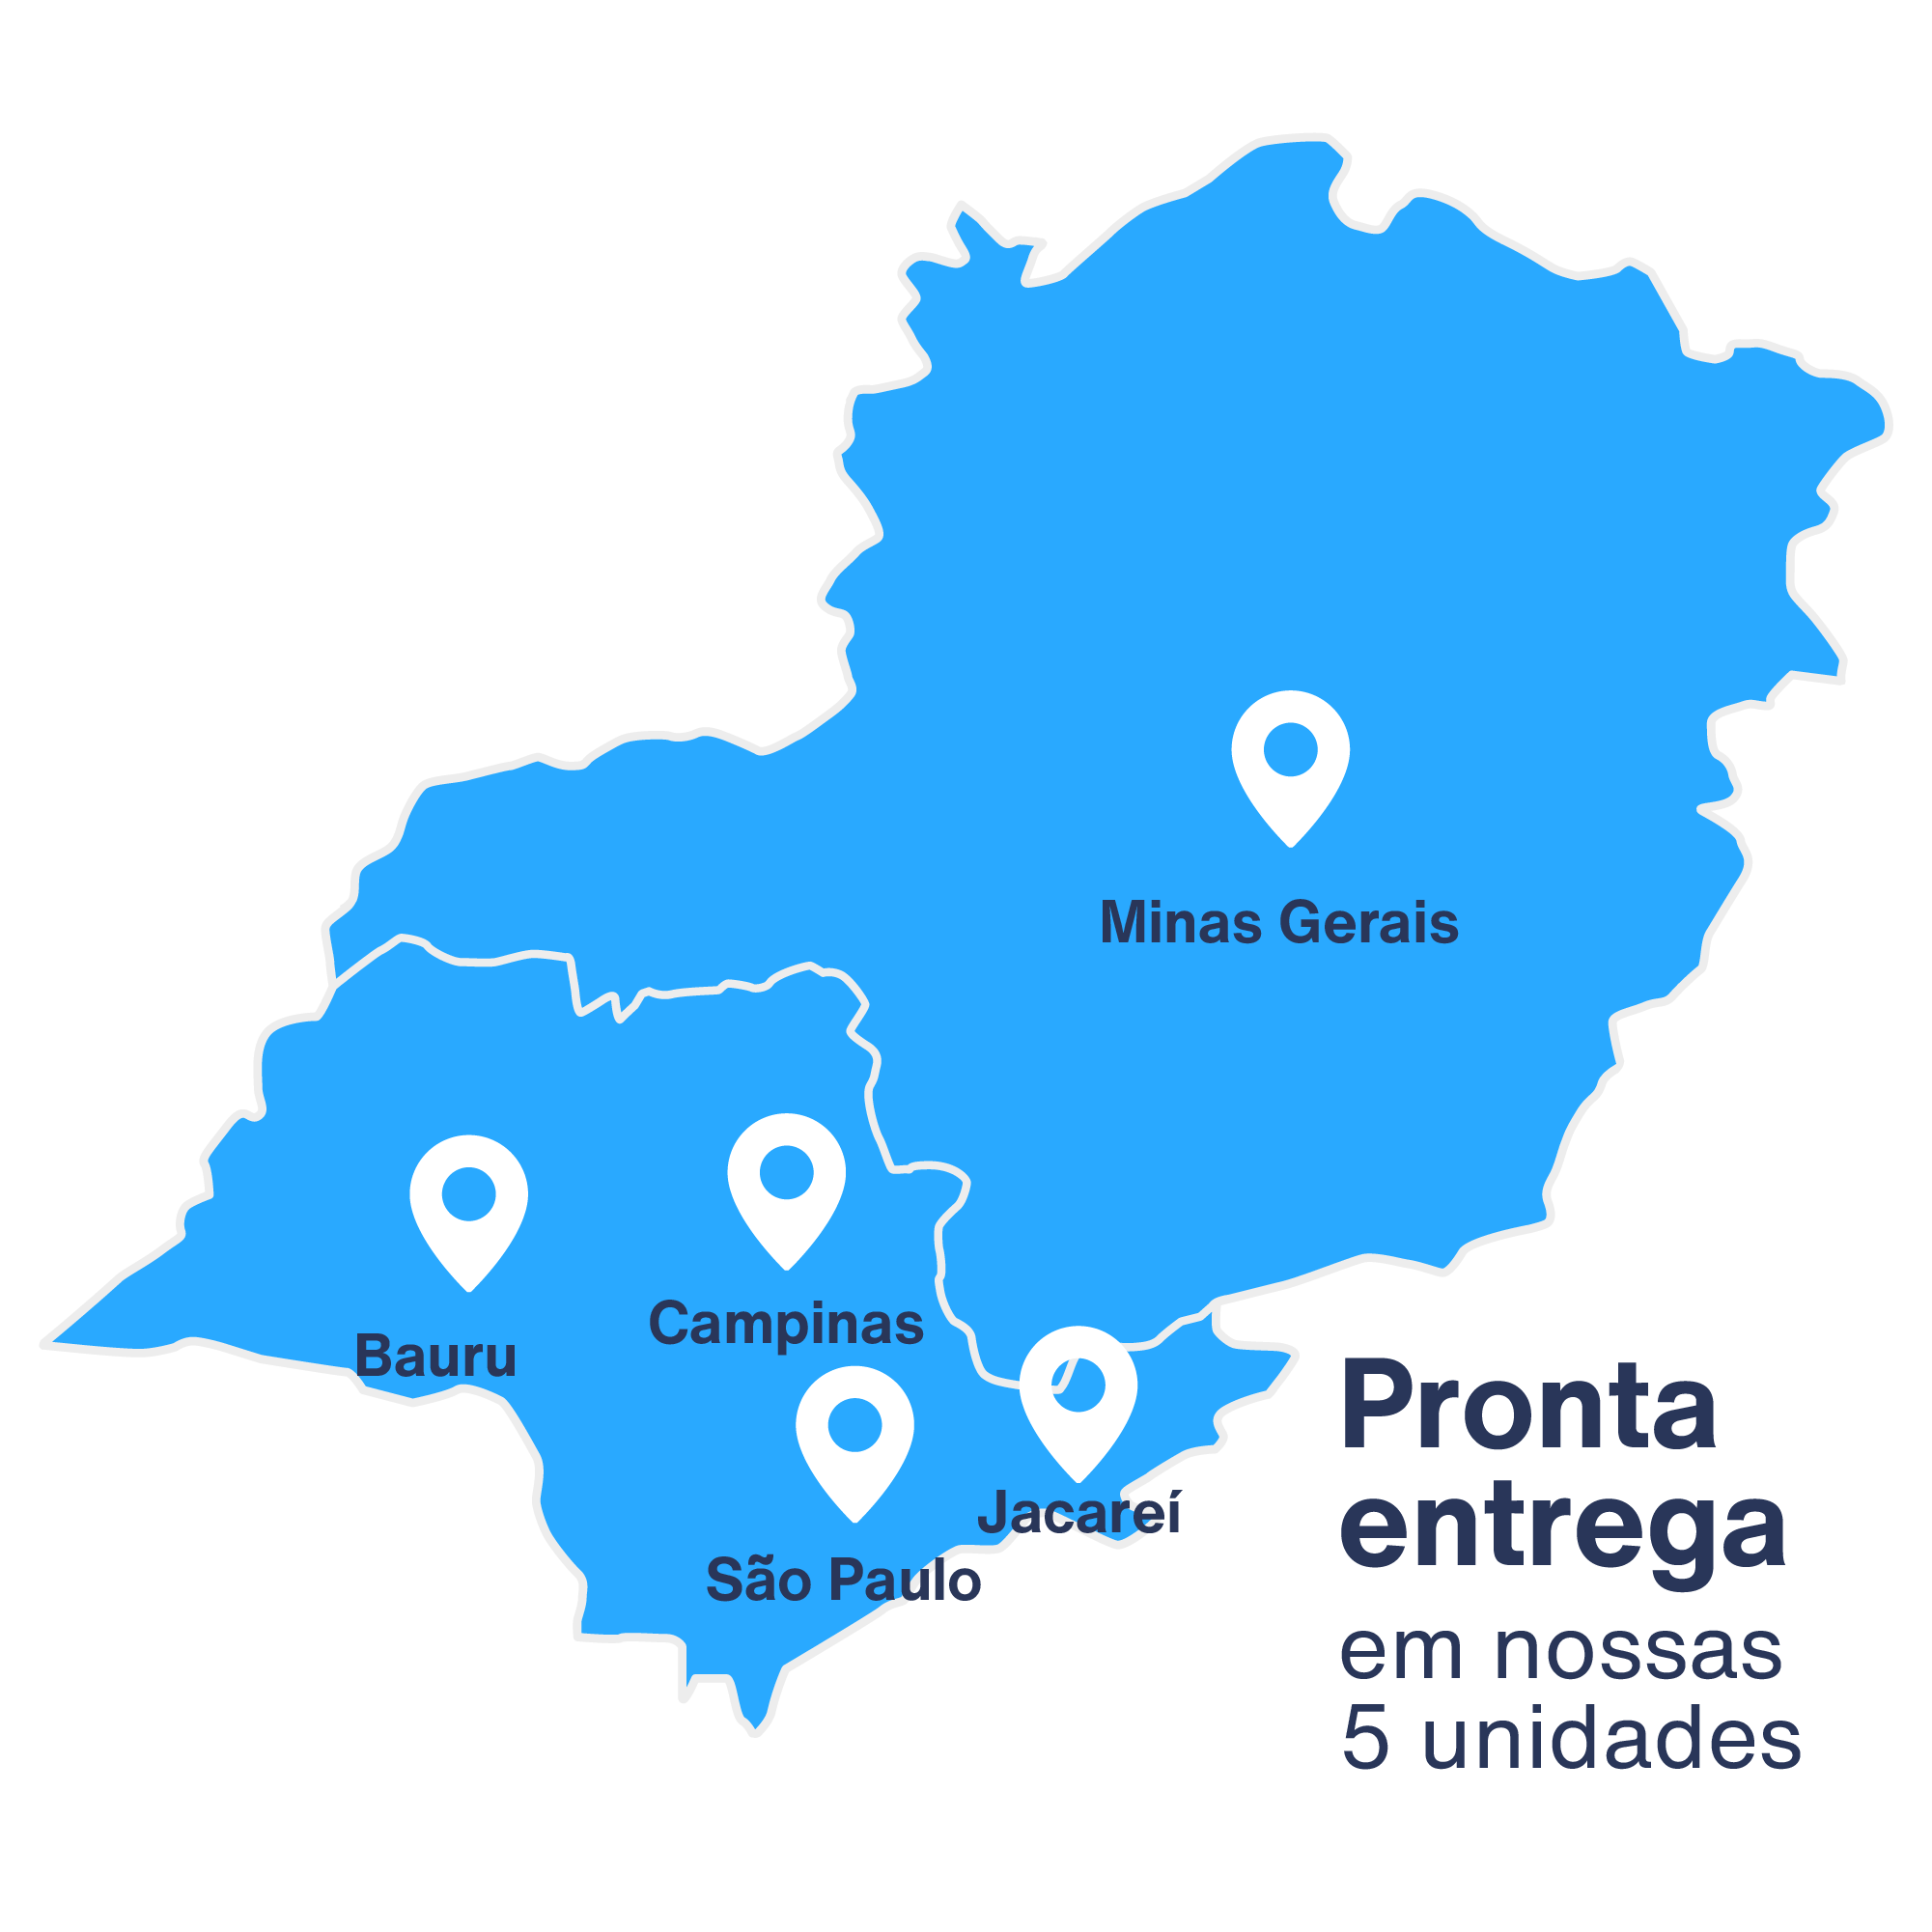 Minas Gerais
Campinas
Bauru
Jacareí
São Paulo
Pronta
entrega
em nossas
5 unidades